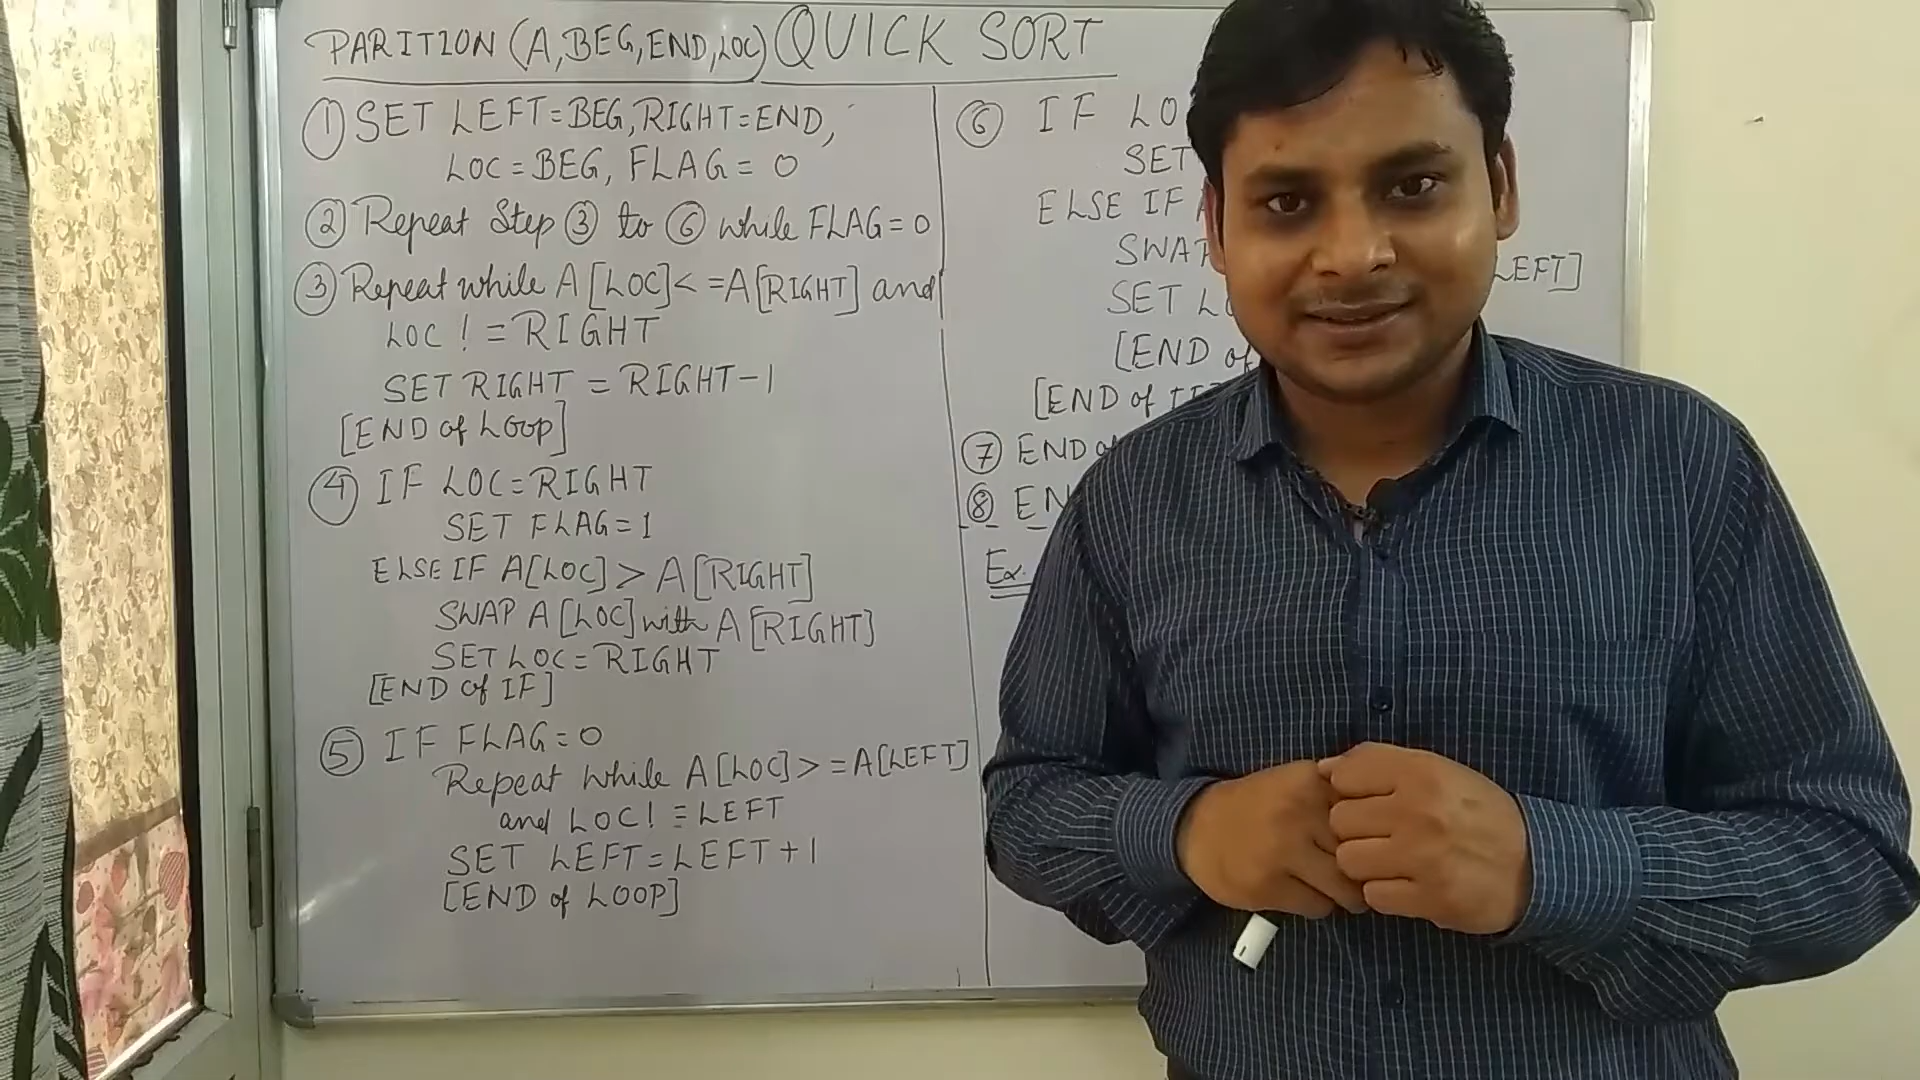 PARITION (A, BEG, END, LOC) QUICK SORT
① SET LEFT = BEG, RIGHT = END,
LOC = BEG, FLAG = 0
② Repeat Step ③ to ⑥ while FLAG = 0
③ Repeat while A[LOC] < = A[RIGHT] and
LOC ! = RIGHT
SET RIGHT = RIGHT - 1
[END of LOOP]
④ IF LOC = RIGHT
SET FLAG = 1
ELSE IF A[LOC] > A[RIGHT]
SWAP A[LOC] with A[RIGHT]
SET LOC = RIGHT
[END of IF]
⑤ IF FLAG = 0
Repeat while A[LOC] > = A[LEFT]
and LOC! = LEFT
SET LEFT = LEFT + 1
[END of LOOP]
⑥ IF LO
SET
ELSE IF
SWAP
LEFT]
SET LO
[END of
[END of IF
⑦ END of
⑧ EN
Ex.